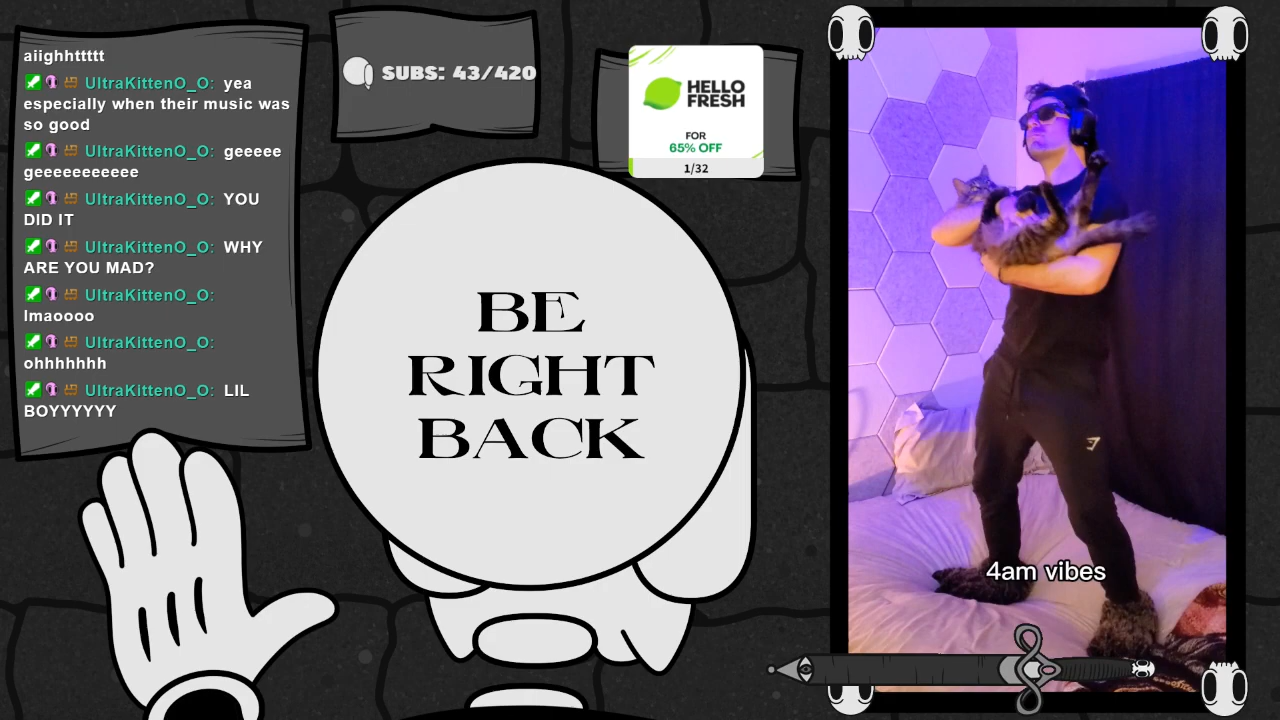 aiighhttttt
UltraKittenO_O: yea
especially when their music was
so good
UltraKittenO_O: geeeee
geeeeeeeeeee
UltraKittenO_O: YOU
DID IT
UltraKittenO_O: WHY
ARE YOU MAD?
UltraKittenO_O:
lmaoooo
UltraKittenO_O:
ohhhhhhh
UltraKittenO_O: LIL
BOYYYYYY
SUBS: 43/420
HELLO
FRESH
FOR
65% OFF
1/32
BE
RIGHT
BACK
4am vibes